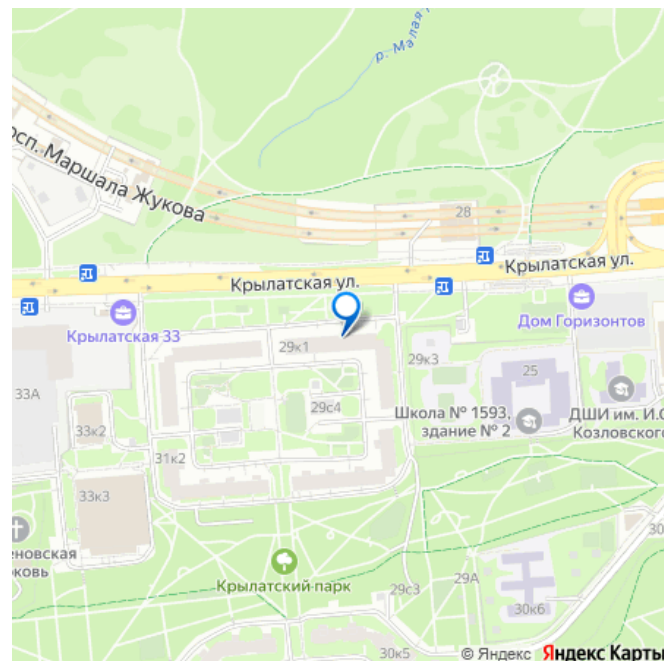 р. Малая
осп. Маршала Жукова
28
Крылатская ул.
Крылатская ул.
Крылатская 33
Дом Горизонтов
29к1
29к3
33А
25
29с4
Школа № 1593,
здание № 2
ДШИ им. И.С
Козловского
33к2
31к2
33к3
еновская
рковь
Крылатский парк
29с3
29А
30к6
30
30к5
© Яндекс Яндекс Карты